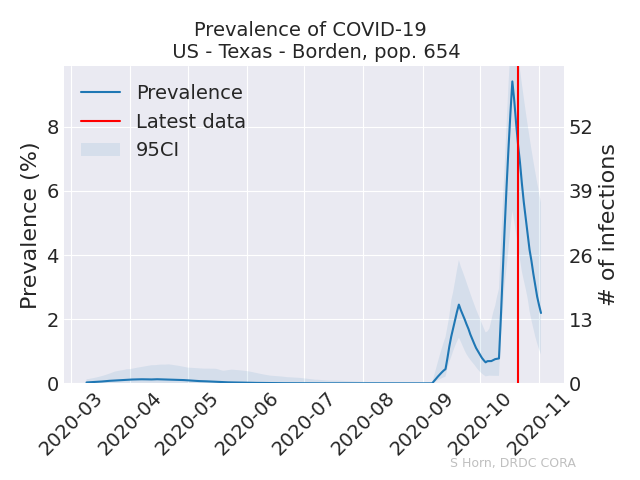 Prevalence of COVID-19
US - Texas - Borden, pop. 654
Prevalence
Latest data
95CI
Prevalence (%)
8
6
4
2
0
52
39
26
13
0
# of infections
2020-03
2020-04
2020-05
2020-06
2020-07
2020-08
2020-09
2020-10
2020-11
S Horn, DRDC CORA